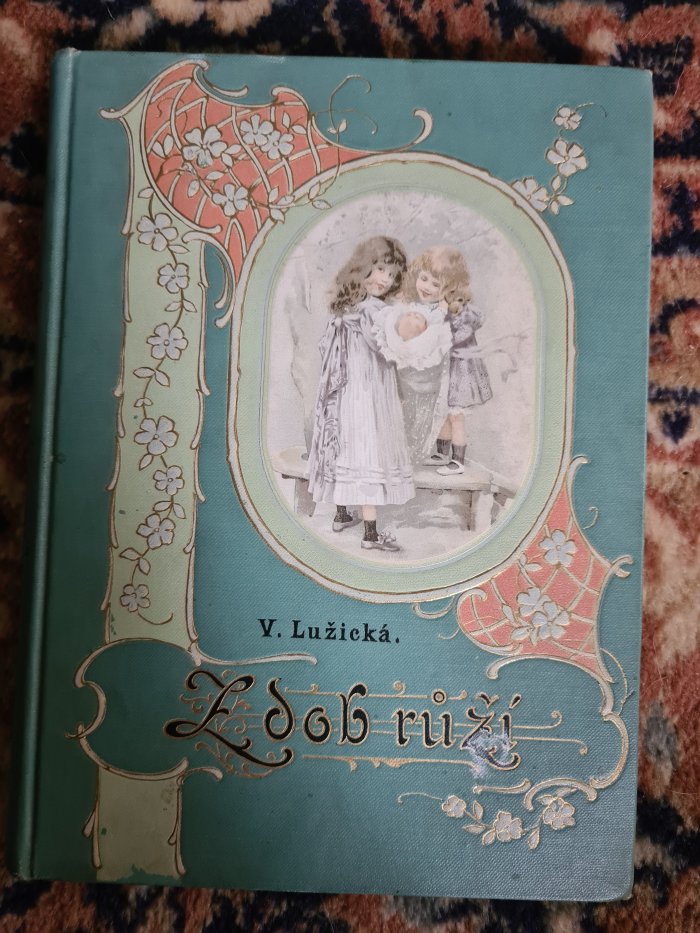 V. Lužická.
Z dob růží